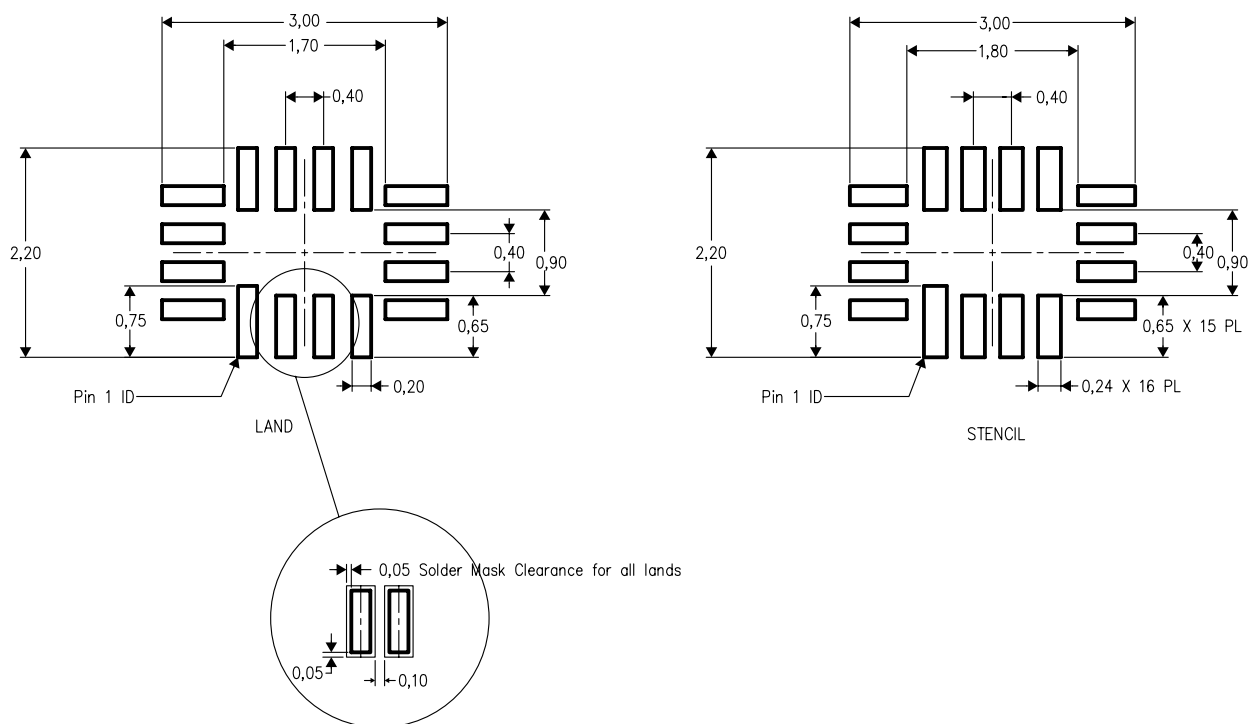 3,00
1,70
0,40
2,20
0,40
0,90
0,75
0,65
0,20
Pin 1 ID
LAND
3,00
1,80
0,40
2,20
0,40
0,90
0,75
0,65 X 15 PL
0,24 X 16 PL
Pin 1 ID
STENCIL
0,05 Solder Mask Clearance for all lands
0,05
0,10